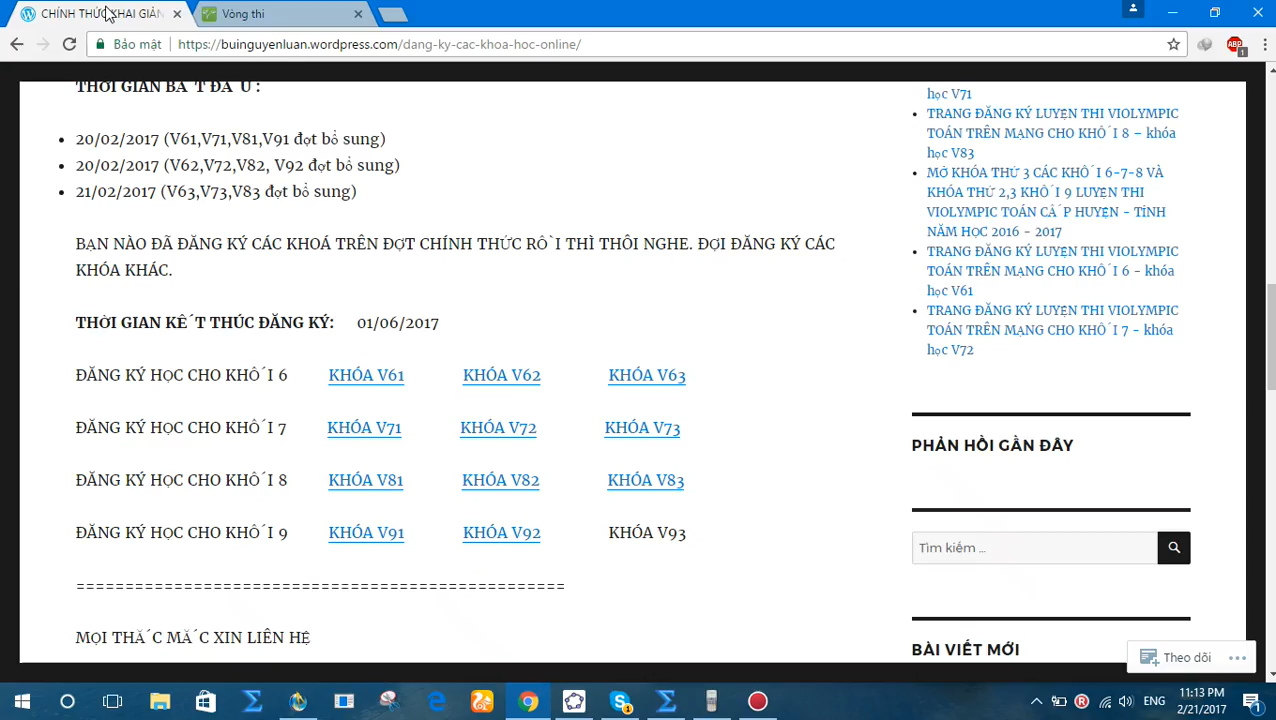 CHÍNH THỨC KHAI GIẢN
Vòng thi
Bảo mật
https://buinguyenluan.wordpress.com/dang-ky-cac-khoa-hoc-online/
ABP
1
THỜI GIAN BẮT ĐẦU :
20/02/2017 (V61,V71,V81,V91 đợt bổ sung)
20/02/2017 (V62,V72,V82, V92 đợt bổ sung)
21/02/2017 (V63,V73,V83 đợt bổ sung)
BẠN NÀO ĐÃ ĐĂNG KÝ CÁC KHOÁ TRÊN ĐỢT CHÍNH THỨC RỒI THÌ THÔI NGHE. ĐỢI ĐĂNG KÝ CÁC
KHÓA KHÁC.
THỜI GIAN KẾT THÚC ĐĂNG KÝ: 01/06/2017
ĐĂNG KÝ HỌC CHO KHỐI 6 KHÓA V61 KHÓA V62 KHÓA V63
ĐĂNG KÝ HỌC CHO KHỐI 7 KHÓA V71 KHÓA V72 KHÓA V73
ĐĂNG KÝ HỌC CHO KHỐI 8 KHÓA V81 KHÓA V82 KHÓA V83
ĐĂNG KÝ HỌC CHO KHỐI 9 KHÓA V91 KHÓA V92 KHÓA V93
=================================================
MỌI THẮC MẮC XIN LIÊN HỆ
học V71
TRANG ĐĂNG KÝ LUYỆN THI VIOLYMPIC
TOÁN TRÊN MẠNG CHO KHỐI 8 – khóa
học V83
MỞ KHÓA THỨ 3 CÁC KHỐI 6-7-8 VÀ
KHÓA THỨ 2,3 KHỐI 9 LUYỆN THI
VIOLYMPIC TOÁN CẤP HUYỆN - TỈNH
NĂM HỌC 2016 - 2017
TRANG ĐĂNG KÝ LUYỆN THI VIOLYMPIC
TOÁN TRÊN MẠNG CHO KHỐI 6 - khóa
học V61
TRANG ĐĂNG KÝ LUYỆN THI VIOLYMPIC
TOÁN TRÊN MẠNG CHO KHỐI 7 - khóa
học V72
PHẢN HỒI GẦN ĐÂY
Tìm kiếm ...
BÀI VIẾT MỚI
Theo dõi
ENG
11:13 PM
2/21/2017
1